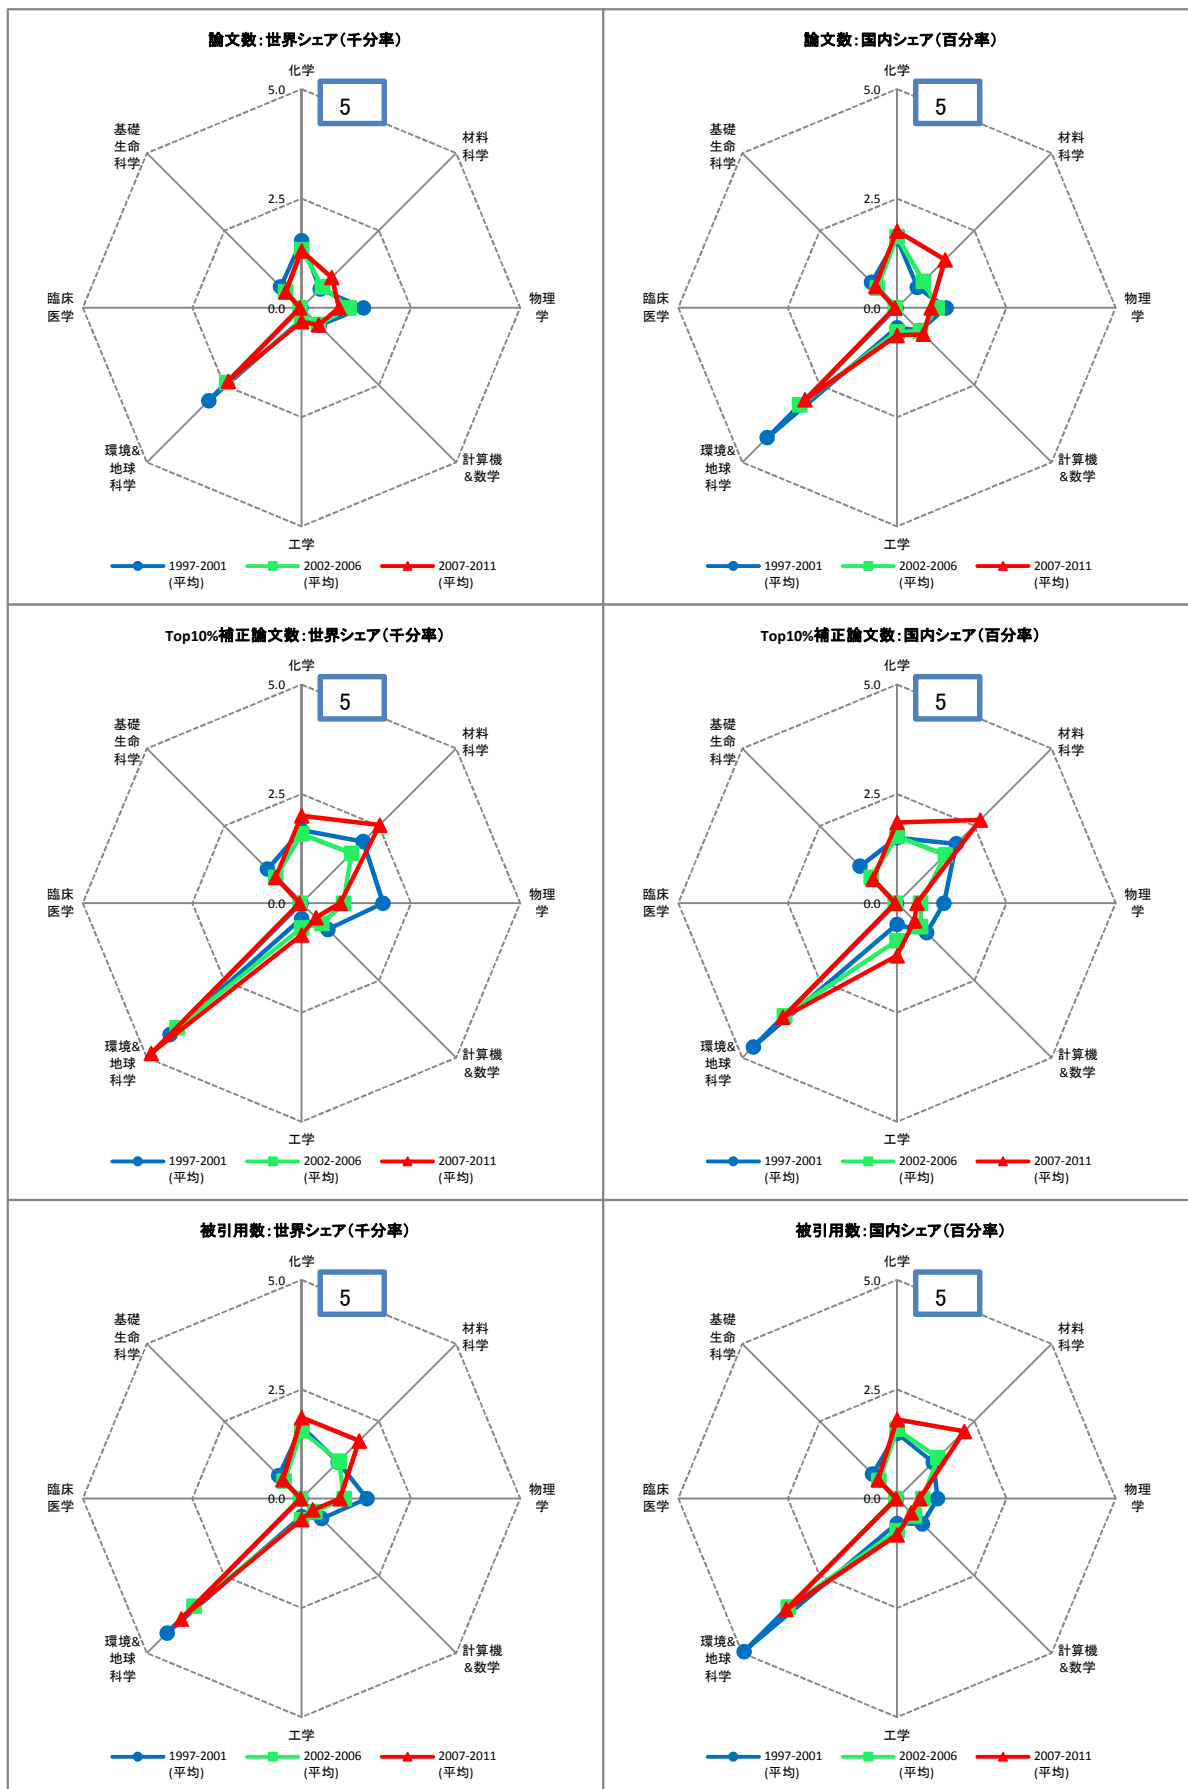 論文数：世界シェア（千分率）
化学
5.0
5
材料
科学
基礎
生命
科学
2.5
臨床
医学
0.0
物理
学
環境&
地球
科学
計算機
&数学
工学
1997-2001
(平均)
2002-2006
(平均)
2007-2011
(平均)
論文数：国内シェア（百分率）
化学
5.0
5
材料
科学
基礎
生命
科学
2.5
臨床
医学
0.0
物理
学
環境&
地球
科学
計算機
&数学
工学
1997-2001
(平均)
2002-2006
(平均)
2007-2011
(平均)
Top10%補正論文数：世界シェア（千分率）
化学
5.0
5
材料
科学
基礎
生命
科学
2.5
臨床
医学
0.0
物理
学
環境&
地球
科学
計算機
&数学
工学
1997-2001
(平均)
2002-2006
(平均)
2007-2011
(平均)
Top10%補正論文数：国内シェア（百分率）
化学
5.0
5
材料
科学
基礎
生命
科学
2.5
臨床
医学
0.0
物理
学
環境&
地球
科学
計算機
&数学
工学
1997-2001
(平均)
2002-2006
(平均)
2007-2011
(平均)
被引用数：世界シェア（千分率）
化学
5.0
5
材料
科学
基礎
生命
科学
2.5
臨床
医学
0.0
物理
学
環境&
地球
科学
計算機
&数学
工学
1997-2001
(平均)
2002-2006
(平均)
2007-2011
(平均)
被引用数：国内シェア（百分率）
化学
5.0
5
材料
科学
基礎
生命
科学
2.5
臨床
医学
0.0
物理
学
環境&
地球
科学
計算機
&数学
工学
1997-2001
(平均)
2002-2006
(平均)
2007-2011
(平均)